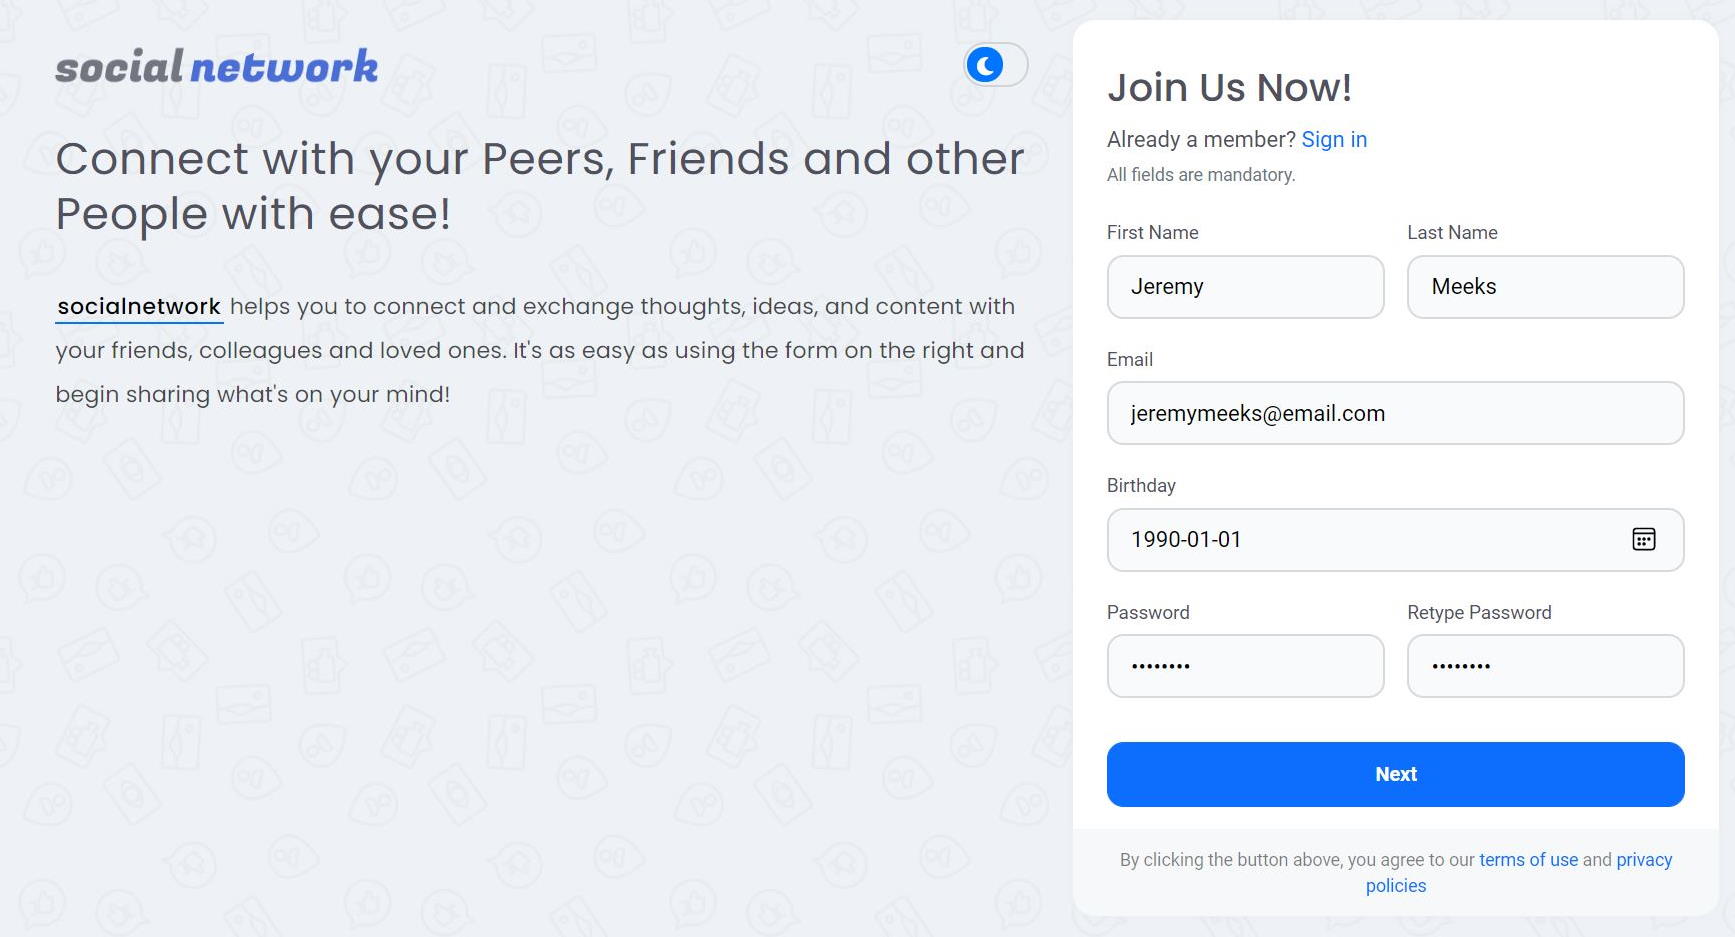 social network
Connect with your Peers, Friends and other
People with ease!
socialnetwork helps you to connect and exchange thoughts, ideas, and content with
your friends, colleagues and loved ones. It's as easy as using the form on the right and
begin sharing what's on your mind!
Join Us Now!
Already a member? Sign in
All fields are mandatory.
First Name
Last Name
Jeremy
Meeks
Email
jeremymeeks@email.com
Birthday
1990-01-01
Password
Retype Password
••••••••
••••••••
Next
By clicking the button above, you agree to our terms of use and privacy
policies